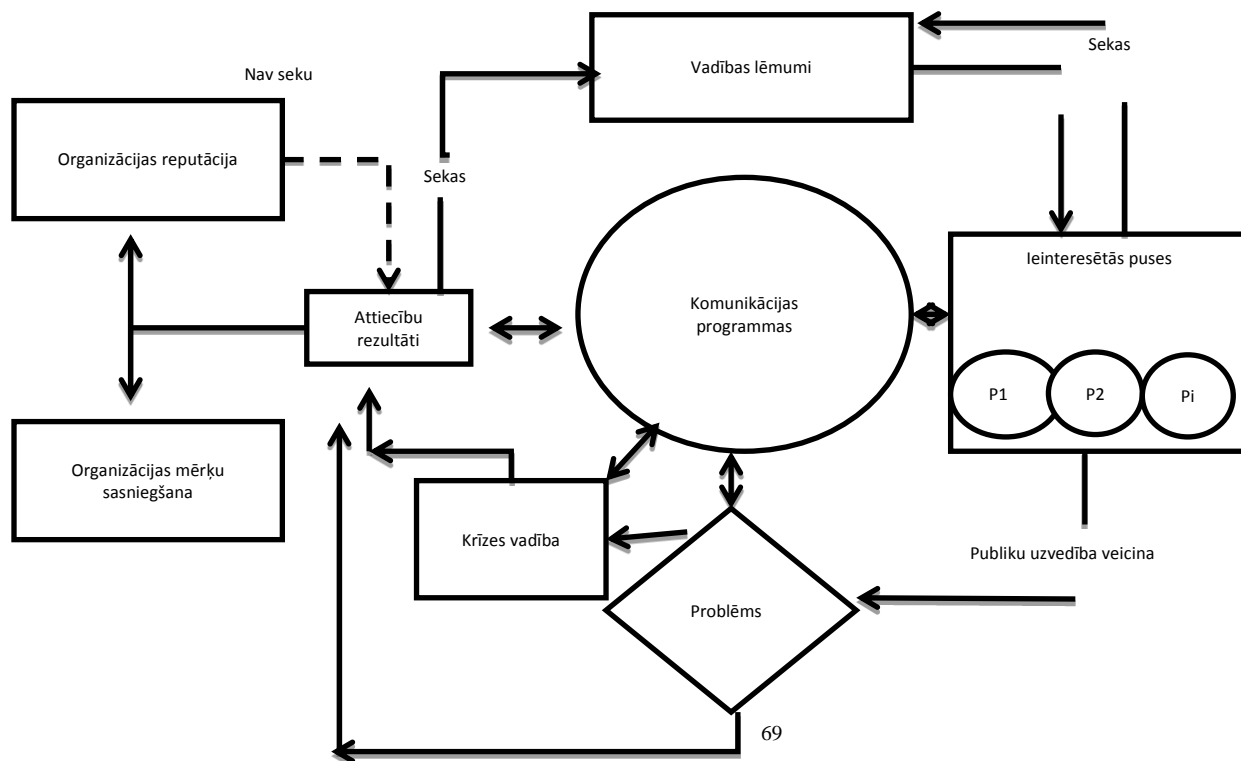 Sekas
Vadības lēmumi
Nav seku
Organizācijas reputācija
Sekas
Ieinteresētās puses
Komunikācijas
programmas
Attiecību
rezultāti
P1
P2
Pi
Organizācijas mērķu
sasniegšana
Krīzes vadība
Publiku uzvedība veicina
Problēms
69